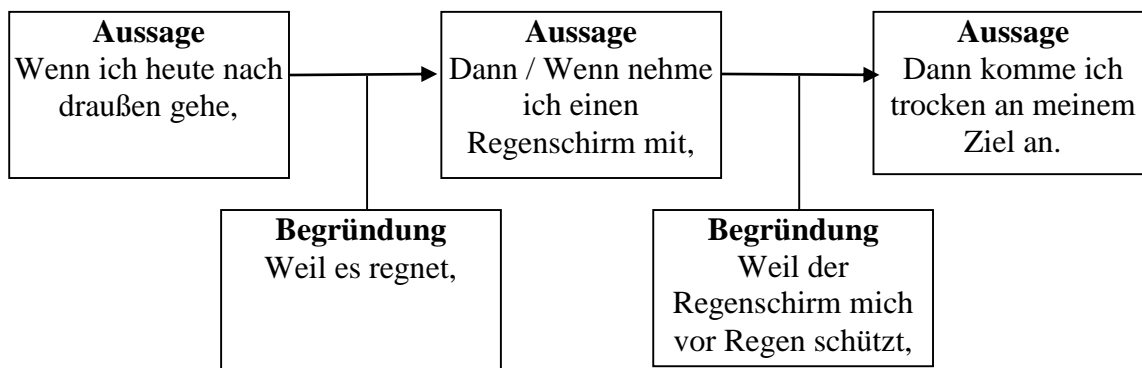 Aussage
Wenn ich heute nach
draußen gehe,
Aussage
Dann / Wenn nehme
ich einen
Regenschirm mit,
Aussage
Dann komme ich
trocken an meinem
Ziel an.
Begründung
Weil es regnet,
Begründung
Weil der
Regenschirm mich
vor Regen schützt,